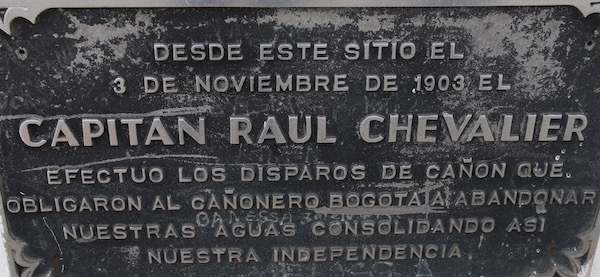 DESDE ESTE SITIO EL
3 DE NOVIEMBRE DE 1903 EL
CAPITAN RAUL CHEVALIER
EFECTUO LOS DISPAROS DE CAÑON QUE
OBLIGARON AL CAÑONERO BOGOTA A ABANDONAR
NUESTRAS AGUAS CONSOLIDANDO ASI
NUESTRA INDEPENDENCIA